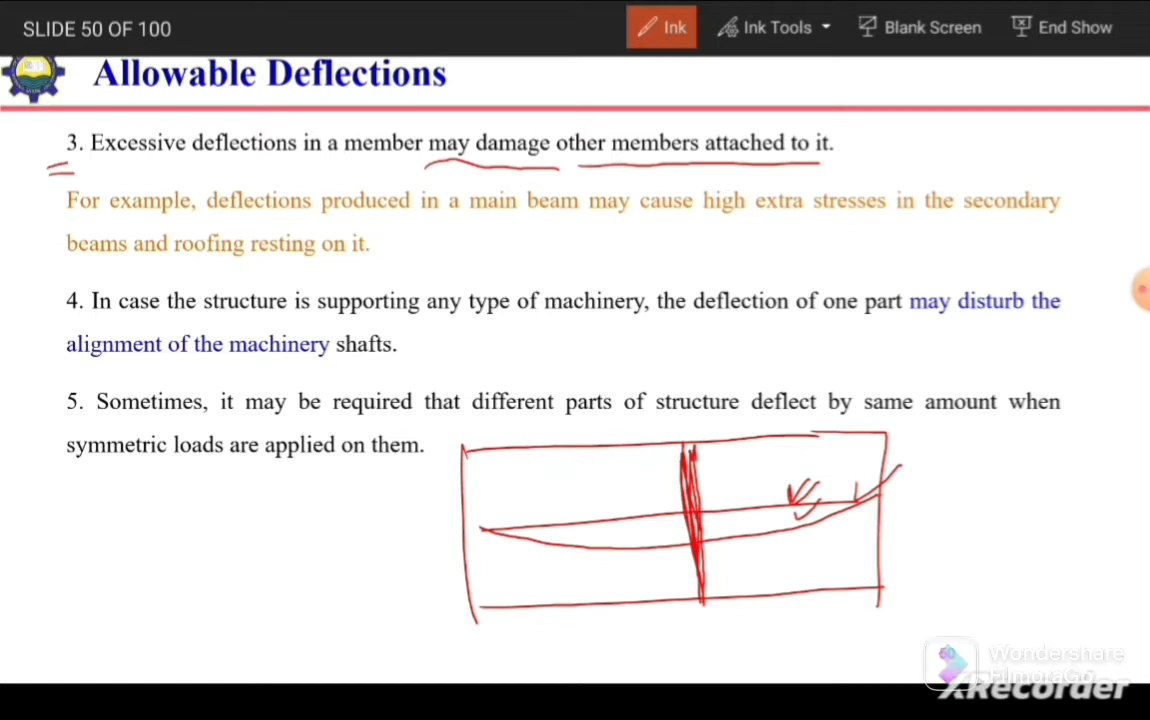 SLIDE 50 OF 100
Ink
Ink Tools
Blank Screen
End Show
Allowable Deflections
3. Excessive deflections in a member may damage other members attached to it.
For example, deflections produced in a main beam may cause high extra stresses in the secondary
beams and roofing resting on it.
4. In case the structure is supporting any type of machinery, the deflection of one part may disturb the
alignment of the machinery shafts.
5. Sometimes, it may be required that different parts of structure deflect by same amount when
symmetric loads are applied on them.
Wondershare
FilmoraGo
XRecorder